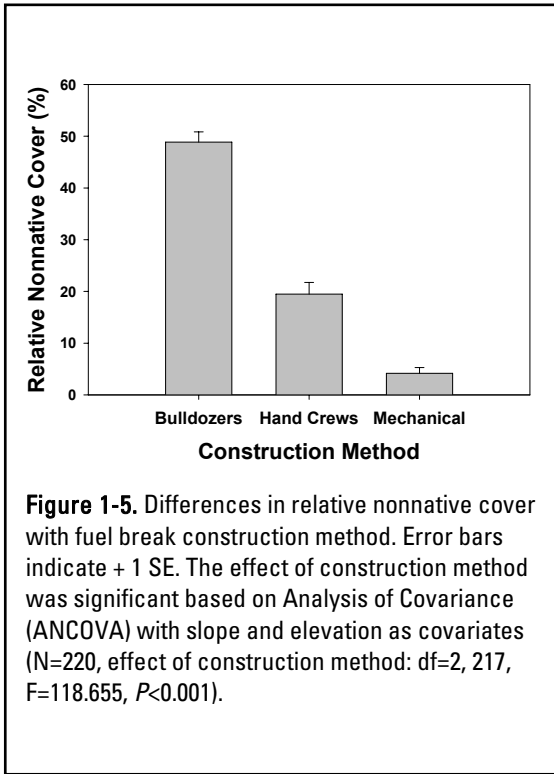 60
50
40
30
20
10
0
Relative Nonnative Cover (%)
Bulldozers Hand Crews Mechanical
Construction Method
Figure 1-5. Differences in relative nonnative cover
with fuel break construction method. Error bars
indicate + 1 SE. The effect of construction method
was significant based on Analysis of Covariance
(ANCOVA) with slope and elevation as covariates
(N=220, effect of construction method: df=2, 217,
F=118.655, P<0.001).